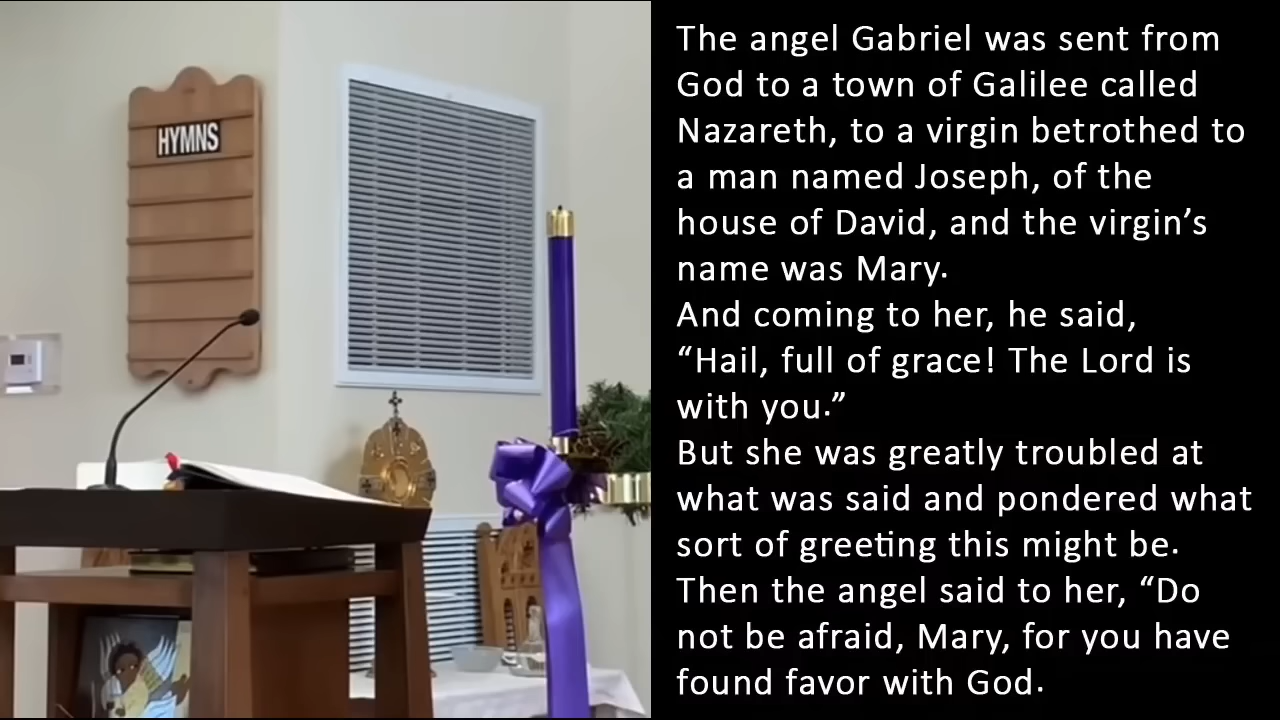 HYMNS
The angel Gabriel was sent from
God to a town of Galilee called
Nazareth, to a virgin betrothed to
a man named Joseph, of the
house of David, and the virgin’s
name was Mary.
And coming to her, he said,
“Hail, full of grace! The Lord is
with you.”
But she was greatly troubled at
what was said and pondered what
sort of greeting this might be.
Then the angel said to her, “Do
not be afraid, Mary, for you have
found favor with God.